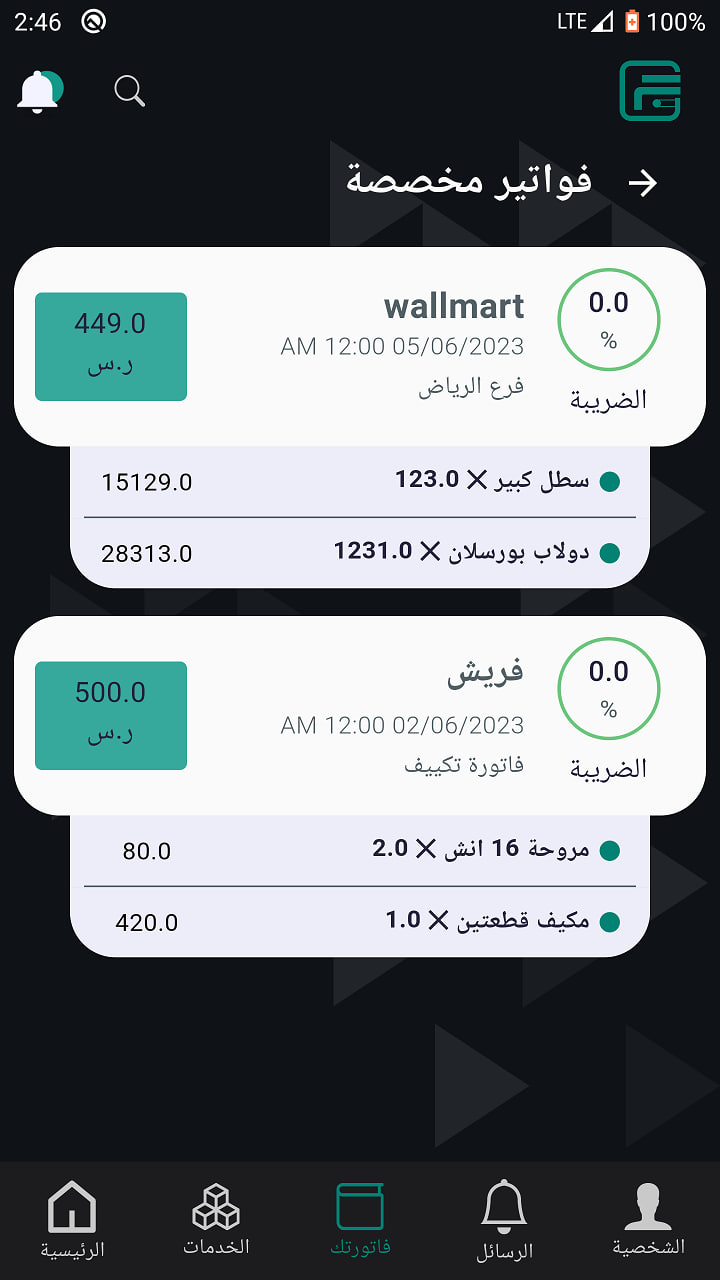 2:46 LTE 100%
فواتير مخصصة
0.0
%
الضريبة
wallmart
AM 12:00 05/06/2023
فرع الرياض
449.0
ر.س
سطل كبير × 123.0 15129.0
دولاب بورسلان × 1231.0 28313.0
0.0
%
الضريبة
فريش
AM 12:00 02/06/2023
فاتورة تكييف
500.0
ر.س
مروحة 16 انش × 2.0 80.0
مكيف قطعتين × 1.0 420.0
الشخصية
الرسائل
فاتورتك
الخدمات
الرئيسية